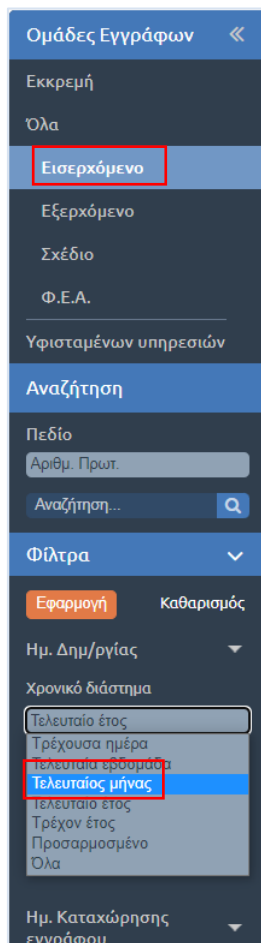 Ομάδες Εγγράφων
Εκκρεμή
Όλα
Εισερχόμενο
Εξερχόμενο
Σχέδιο
Φ.Ε.Α.
Υφισταμένων υπηρεσιών
Αναζήτηση
Πεδίο
Αριθμ. Πρωτ.
Αναζήτηση...
Φίλτρα
Εφαρμογή Καθαρισμός
Ημ. Δημ/ργίας
Χρονικό διάστημα
Τελευταίο έτος
Τρέχουσα ημέρα
Τελευταία εβδομάδα
Τελευταίος μήνας
Τελευταίο έτος
Τρέχον έτος
Προσαρμοσμένο
Όλα
Ημ. Καταχώρησης
εγγράφου